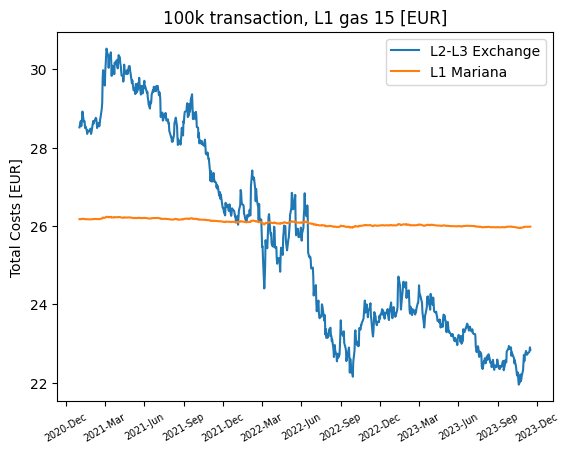 100k transaction, L1 gas 15 [EUR]
L2-L3 Exchange
L1 Mariana
Total Costs [EUR]
30
28
26
24
22
2020-Dec
2021-Mar
2021-Jun
2021-Sep
2021-Dec
2022-Mar
2022-Jun
2022-Sep
2022-Dec
2023-Mar
2023-Jun
2023-Sep
2023-Dec